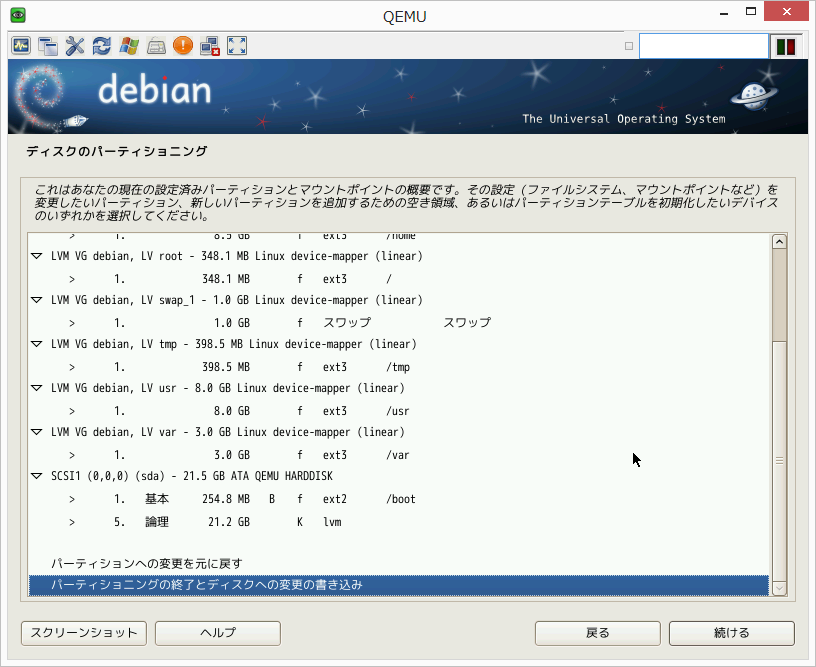 QEMU
debian
The Universal Operating System
ディスクのパーティショニング
これはあなたの現在の設定済みパーティションとマウントポイントの概要です。その設定 (ファイルシステム、マウントポイントなど) を
変更したいパーティション、新しいパーティションを追加するための空き領域、あるいはパーティションテーブルを初期化したいデバイス
のいずれかを選択してください。
> 1. 8.5 GB f ext3 /home
LVM VG debian, LV root - 348.1 MB Linux device-mapper (linear)
> 1. 348.1 MB f ext3 /
LVM VG debian, LV swap_1 - 1.0 GB Linux device-mapper (linear)
> 1. 1.0 GB f スワップ スワップ
LVM VG debian, LV tmp - 398.5 MB Linux device-mapper (linear)
> 1. 398.5 MB f ext3 /tmp
LVM VG debian, LV usr - 8.0 GB Linux device-mapper (linear)
> 1. 8.0 GB f ext3 /usr
LVM VG debian, LV var - 3.0 GB Linux device-mapper (linear)
> 1. 3.0 GB f ext3 /var
SCSI1 (0,0,0) (sda) - 21.5 GB ATA QEMU HARDDISK
> 1. 基本 254.8 MB B f ext2 /boot
> 5. 論理 21.2 GB K lvm
パーティションへの変更を元に戻す
パーティショニングの終了とディスクへの変更の書き込み
スクリーンショット ヘルプ 戻る 続ける